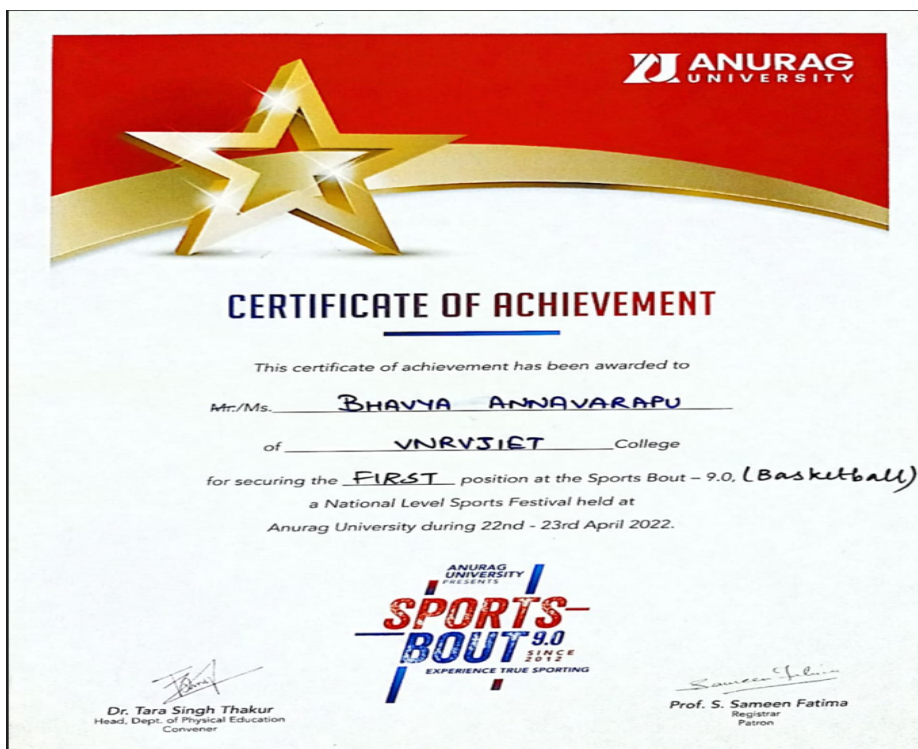 ANURAG
UNIVERSITY
CERTIFICATE OF ACHIEVEMENT
This certificate of achievement has been awarded to
Mr./Ms. BHAVYA ANNAVARAPU
of VNRVJIET College
for securing the FIRST position at the Sports Bout – 9.0, (Basketball)
a National Level Sports Festival held at
Anurag University during 22nd - 23rd April 2022.
ANURAG
UNIVERSITY
PRESENTS
SPORTS-
BOUT 9.0
SINCE
2012
EXPERIENCE TRUE SPORTING
Dr. Tara Singh Thakur
Head, Dept. of Physical Education
Convener
Sameen Fatima
Prof. S. Sameen Fatima
Registrar
Patron